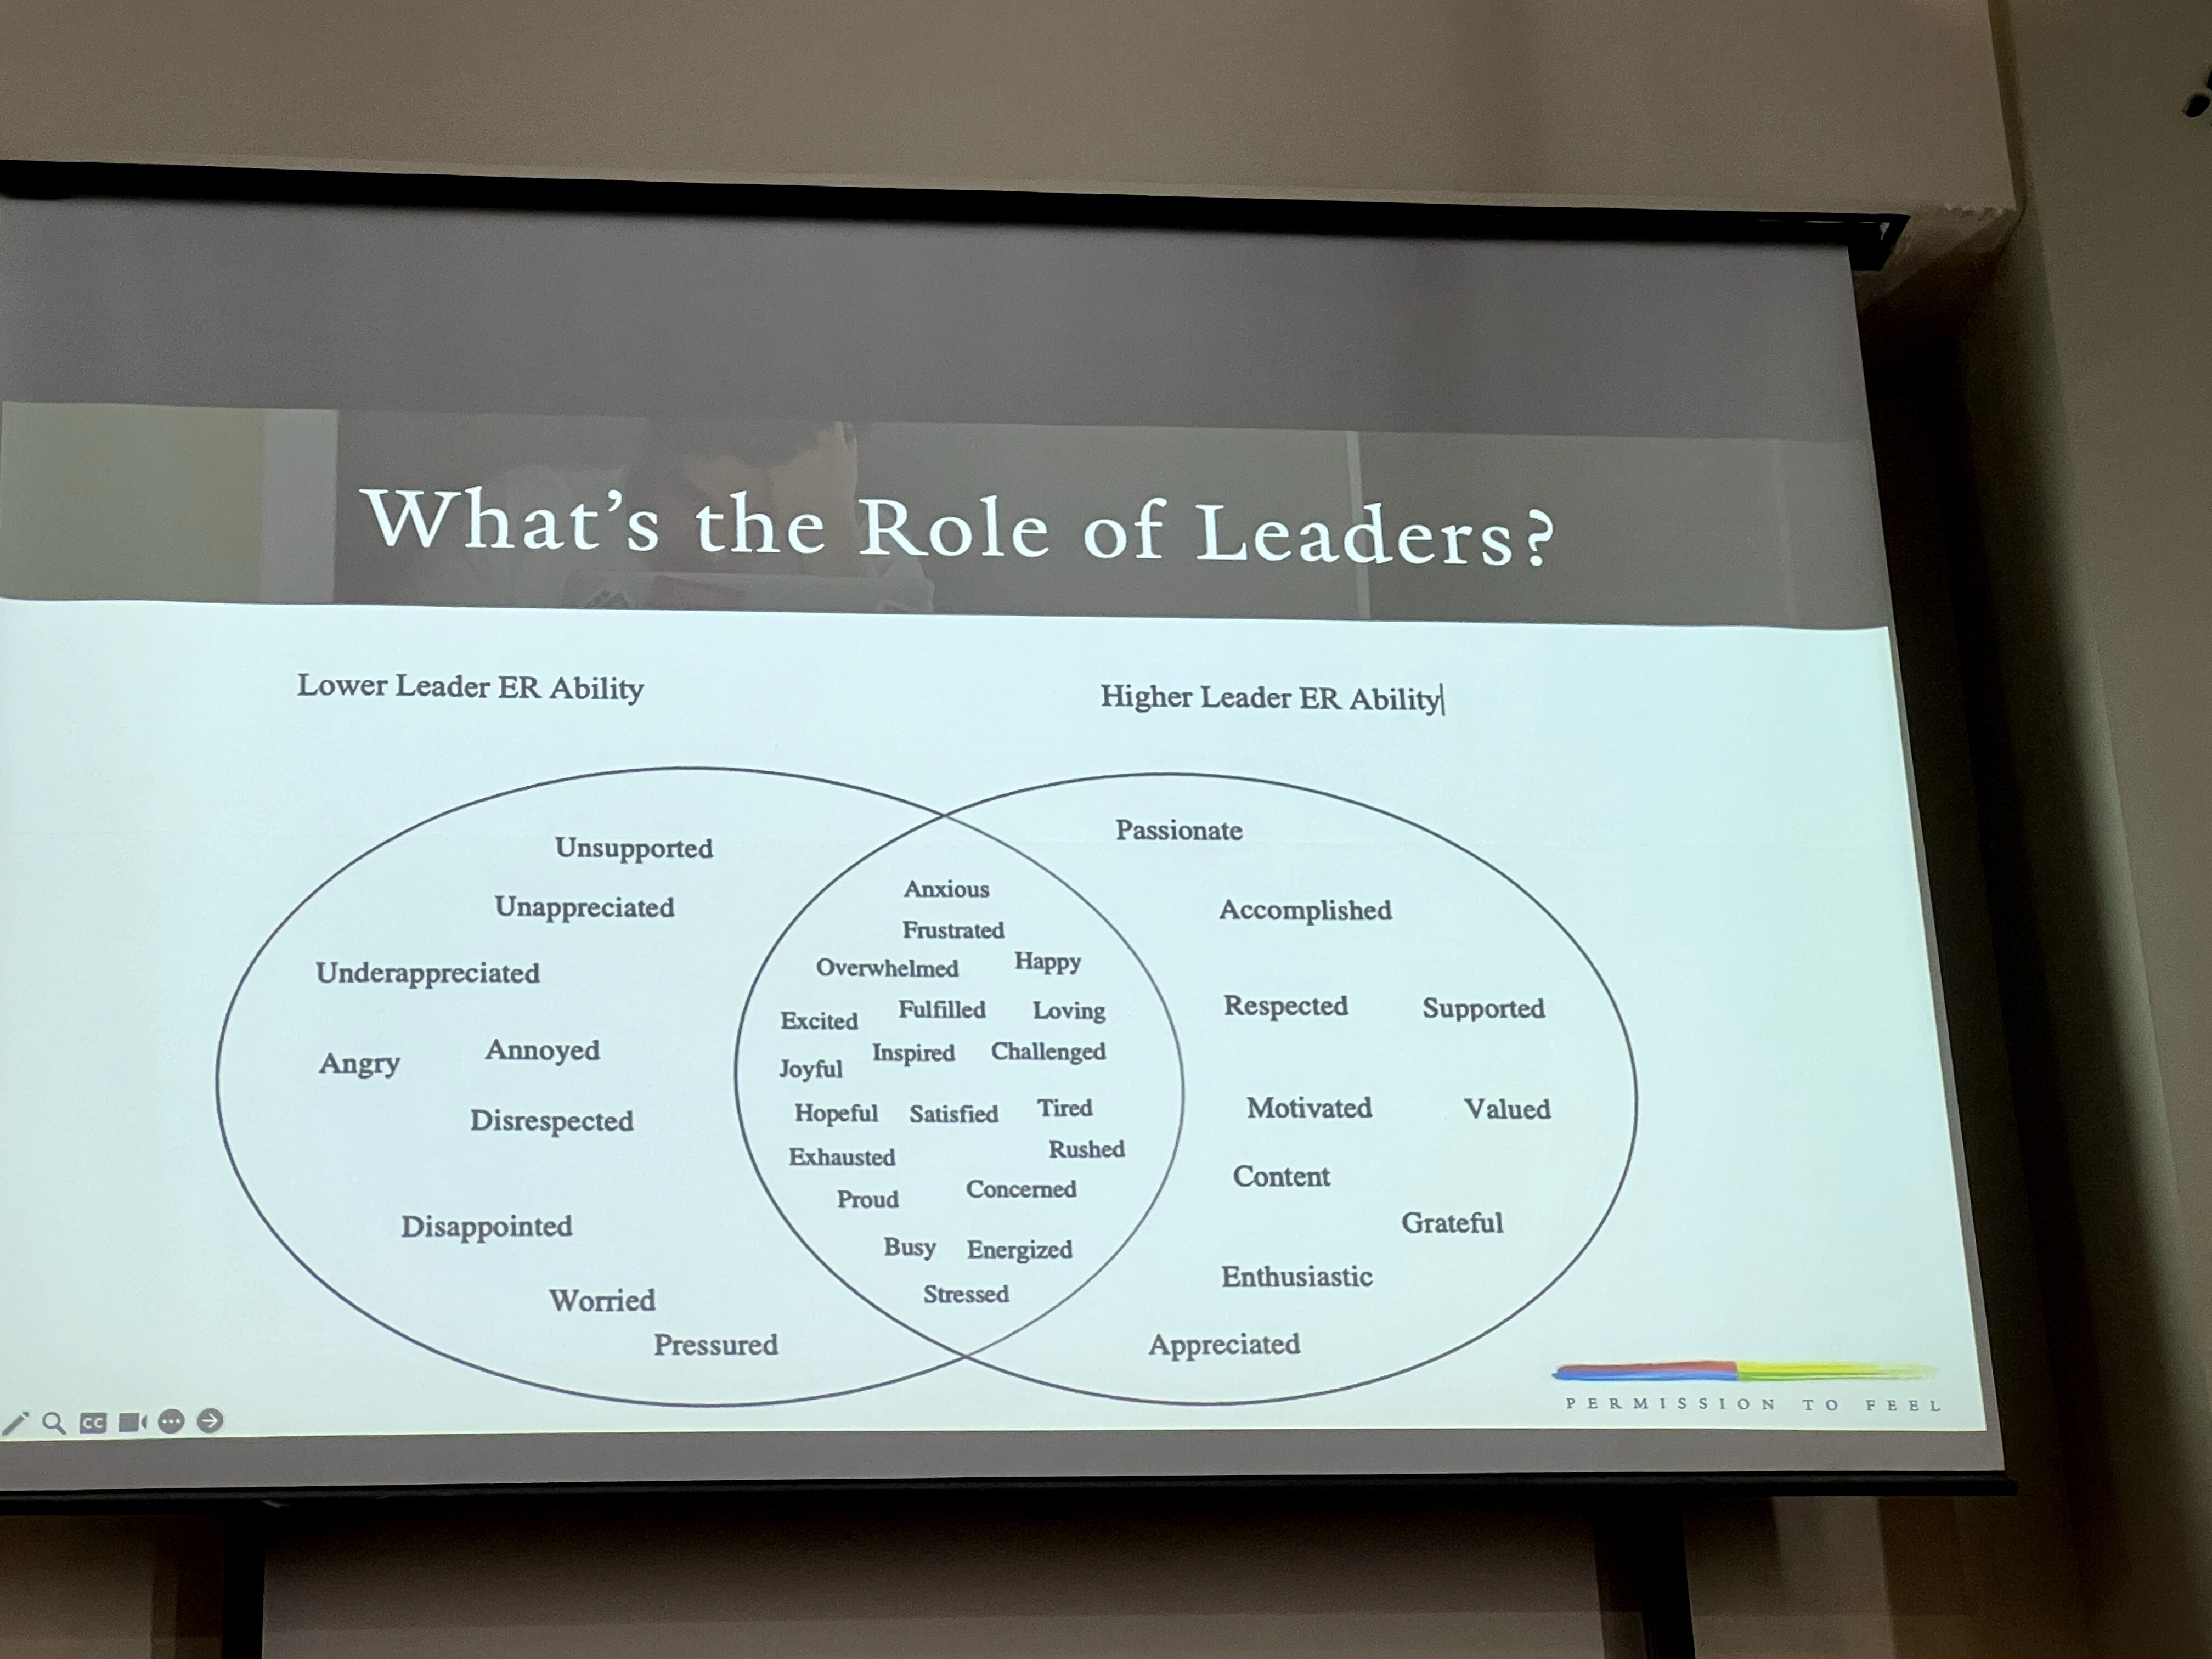 What's the Role of Leaders?
Lower Leader ER Ability
Higher Leader ER Ability
Unsupported
Unappreciated
Underappreciated
Angry
Annoyed
Disrespected
Disappointed
Worried
Pressured
Anxious
Frustrated
Overwhelmed
Happy
Excited
Fulfilled
Loving
Joyful
Inspired
Challenged
Hopeful
Satisfied
Tired
Exhausted
Rushed
Proud
Concerned
Busy
Energized
Stressed
Passionate
Accomplished
Respected
Supported
Motivated
Valued
Content
Grateful
Enthusiastic
Appreciated
PERMISSION TO FEEL
CC